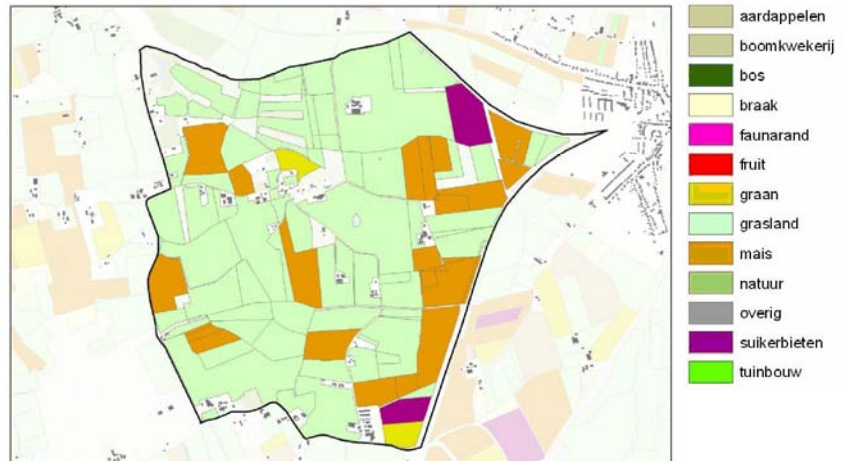 aardappelen
boomkwekerij
bos
braak
faunarand
fruit
graan
grasland
mais
natuur
overig
suikerbieten
tuinbouw